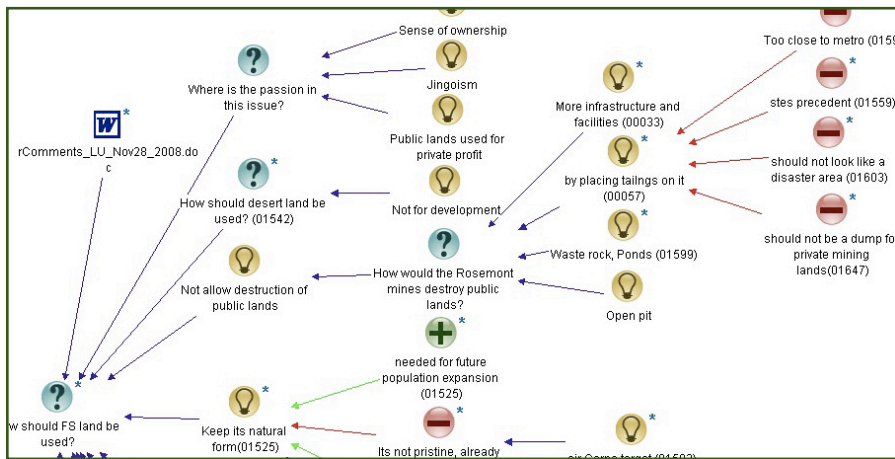 Sense of ownership
Too close to metro (0159
Where is the passion in
this issue?
Jingoism
More infrastructure and
facilities (00033)
stes precedent (01559)
W
rComments_LU_Nov28_2008.do
c
Public lands used for
private profit
should not look like a
disaster area (01603)
by placing tailngs on it
(00057)
How should desert land be
used? (01542)
Not for development
should not be a dump fo
private mining
lands(01647)
Waste rock, Ponds (01599)
How would the Rosemont
mines destroy public
lands?
Not allow destruction of
public lands
Open pit
needed for future
population expansion
(01525)
w should FS land be
used?
Keep its natural
form(01525)
Its not pristine, already